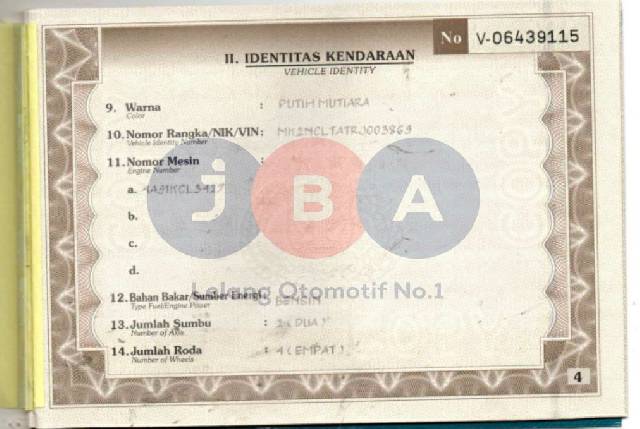 No V-06439115
II. IDENTITAS KENDARAAN
VEHICLE IDENTITY
9. Warna : PUTIH MUTIARA
Color
10. Nomor Rangka/NIK/VIN: MK2NCLTATRJ003869
Vehicle Identity Number
11. Nomor Mesin :
Engine Number
a.
b.
c.
d.
jBA
Lelang Otomotif No.1
12. Bahan Bakar/Sumber Energi: BENSIN
Type Fuel/Engine Power
13. Jumlah Sumbu : 2 (DUA)
Number of Axle
14. Jumlah Roda : 4 (EMPAT)
Number of Wheels
4